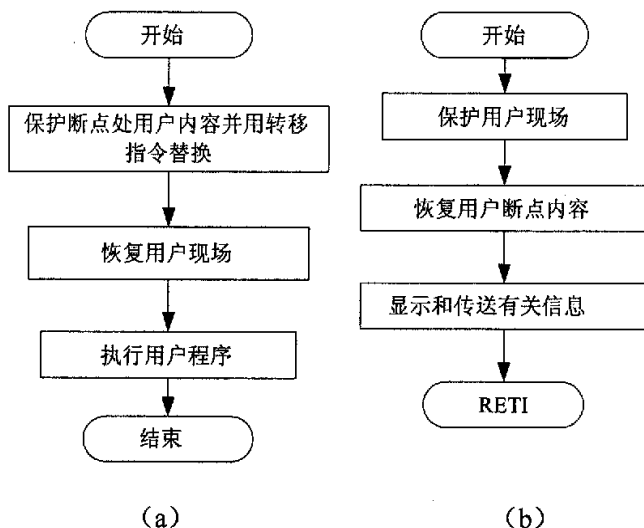 开始
保护断点处用户内容并用转移
指令替换
恢复用户现场
执行用户程序
结束
(a)
开始
保护用户现场
恢复用户断点内容
显示和传送有关信息
RETI
(b)